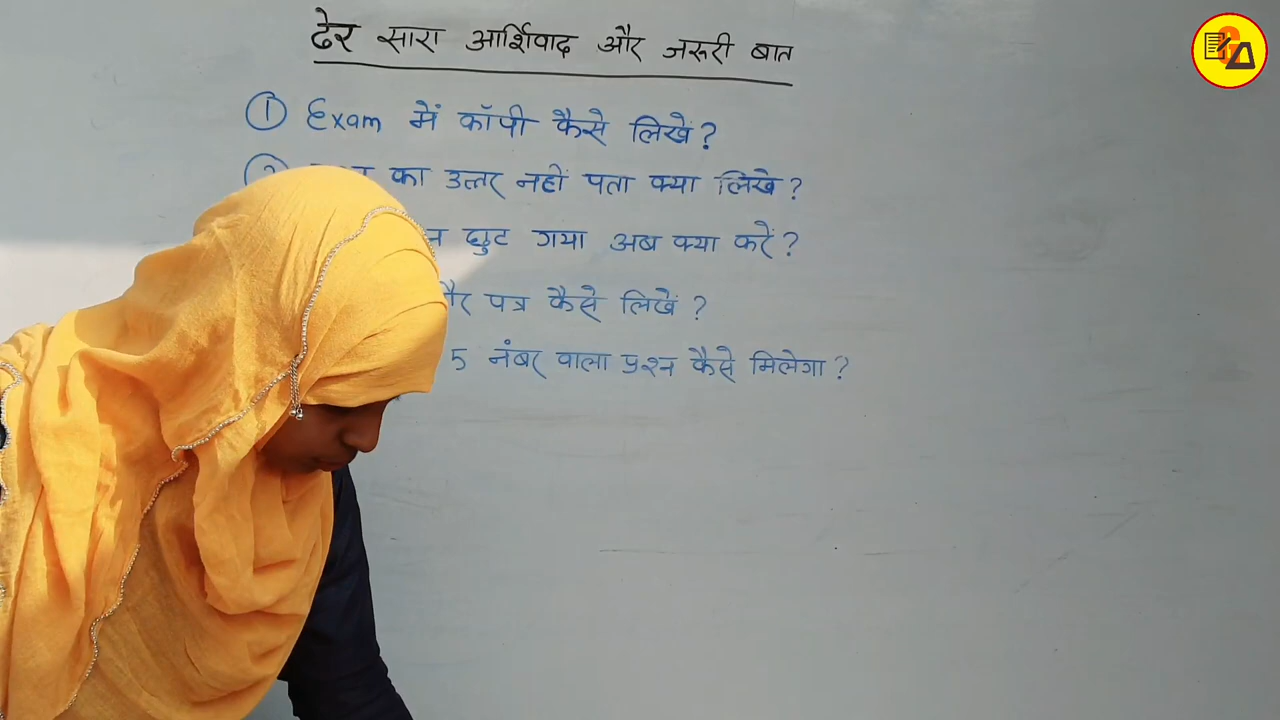 ढेर सारा आर्शिवाद और जरूरी बात
① Exam में कॉपी कैसे लिखें?
का उत्तर नहीं पता क्या लिखे?
छुट गया अब क्या करें?
पत्र कैसे लिखें?
5 नंबर वाला प्रश्न कैसे मिलेगा?